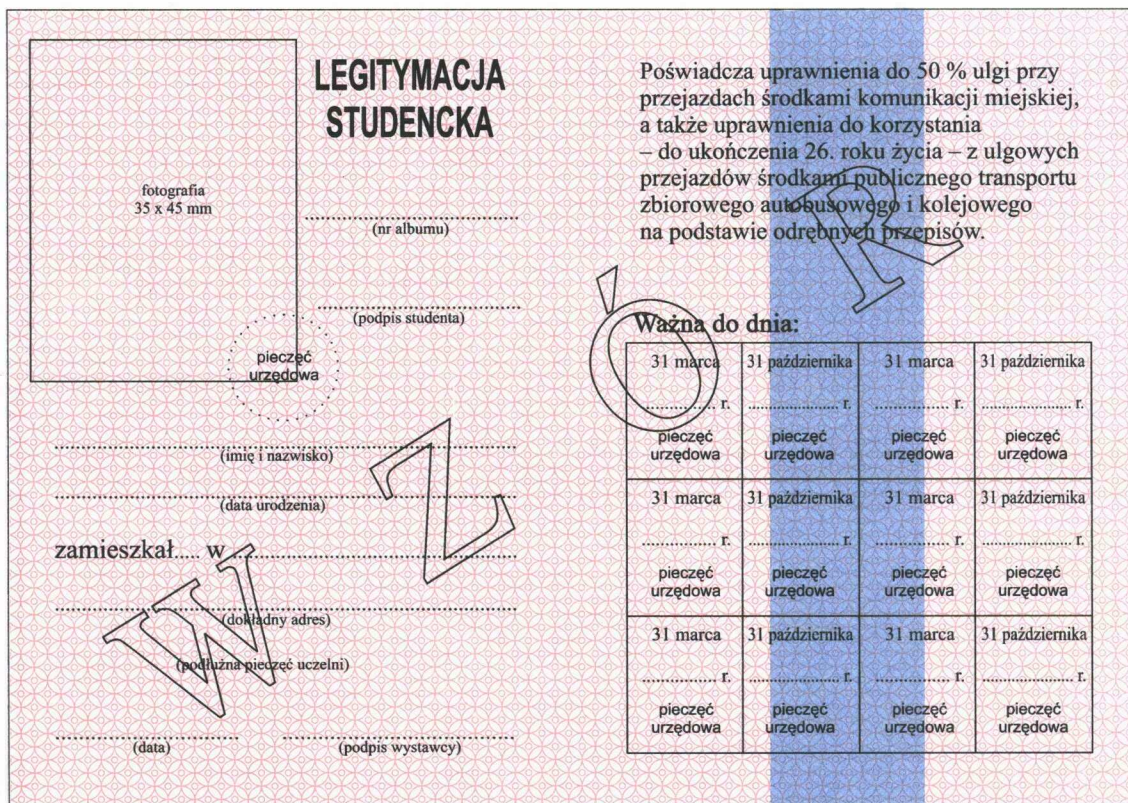 LEGITYMACJA
STUDENCKA
fotografia
35 x 45 mm
(nr albumu)
(podpis studenta)
pieczęć
urzędowa
(imię i nazwisko)
(data urodzenia)
zamieszkał..... w
(dokładny adres)
(podłużna pieczęć uczelni)
(data) (podpis wystawcy)
Poświadcza uprawnienia do 50 % ulgi przy
przejazdach środkami komunikacji miejskiej,
a także uprawnienia do korzystania
– do ukończenia 26. roku życia – z ulgowych
przejazdów środkami publicznego transportu
zbiorowego autobusowego i kolejowego
na podstawie odrębnych przepisów.
Ważna do dnia:
31 marca 31 października 31 marca 31 października
................ r. ...................... r. ................. r. ..................... r.
pieczęć pieczęć pieczęć pieczęć
urzędowa urzędowa urzędowa urzędowa
31 marca 31 października 31 marca 31 października
................ r. ...................... r. ................. r. ..................... r.
pieczęć pieczęć pieczęć pieczęć
urzędowa urzędowa urzędowa urzędowa
31 marca 31 października 31 marca 31 października
................ r. ...................... r. ................. r. ..................... r.
pieczęć pieczęć pieczęć pieczęć
urzędowa urzędowa urzędowa urzędowa
WZÓR